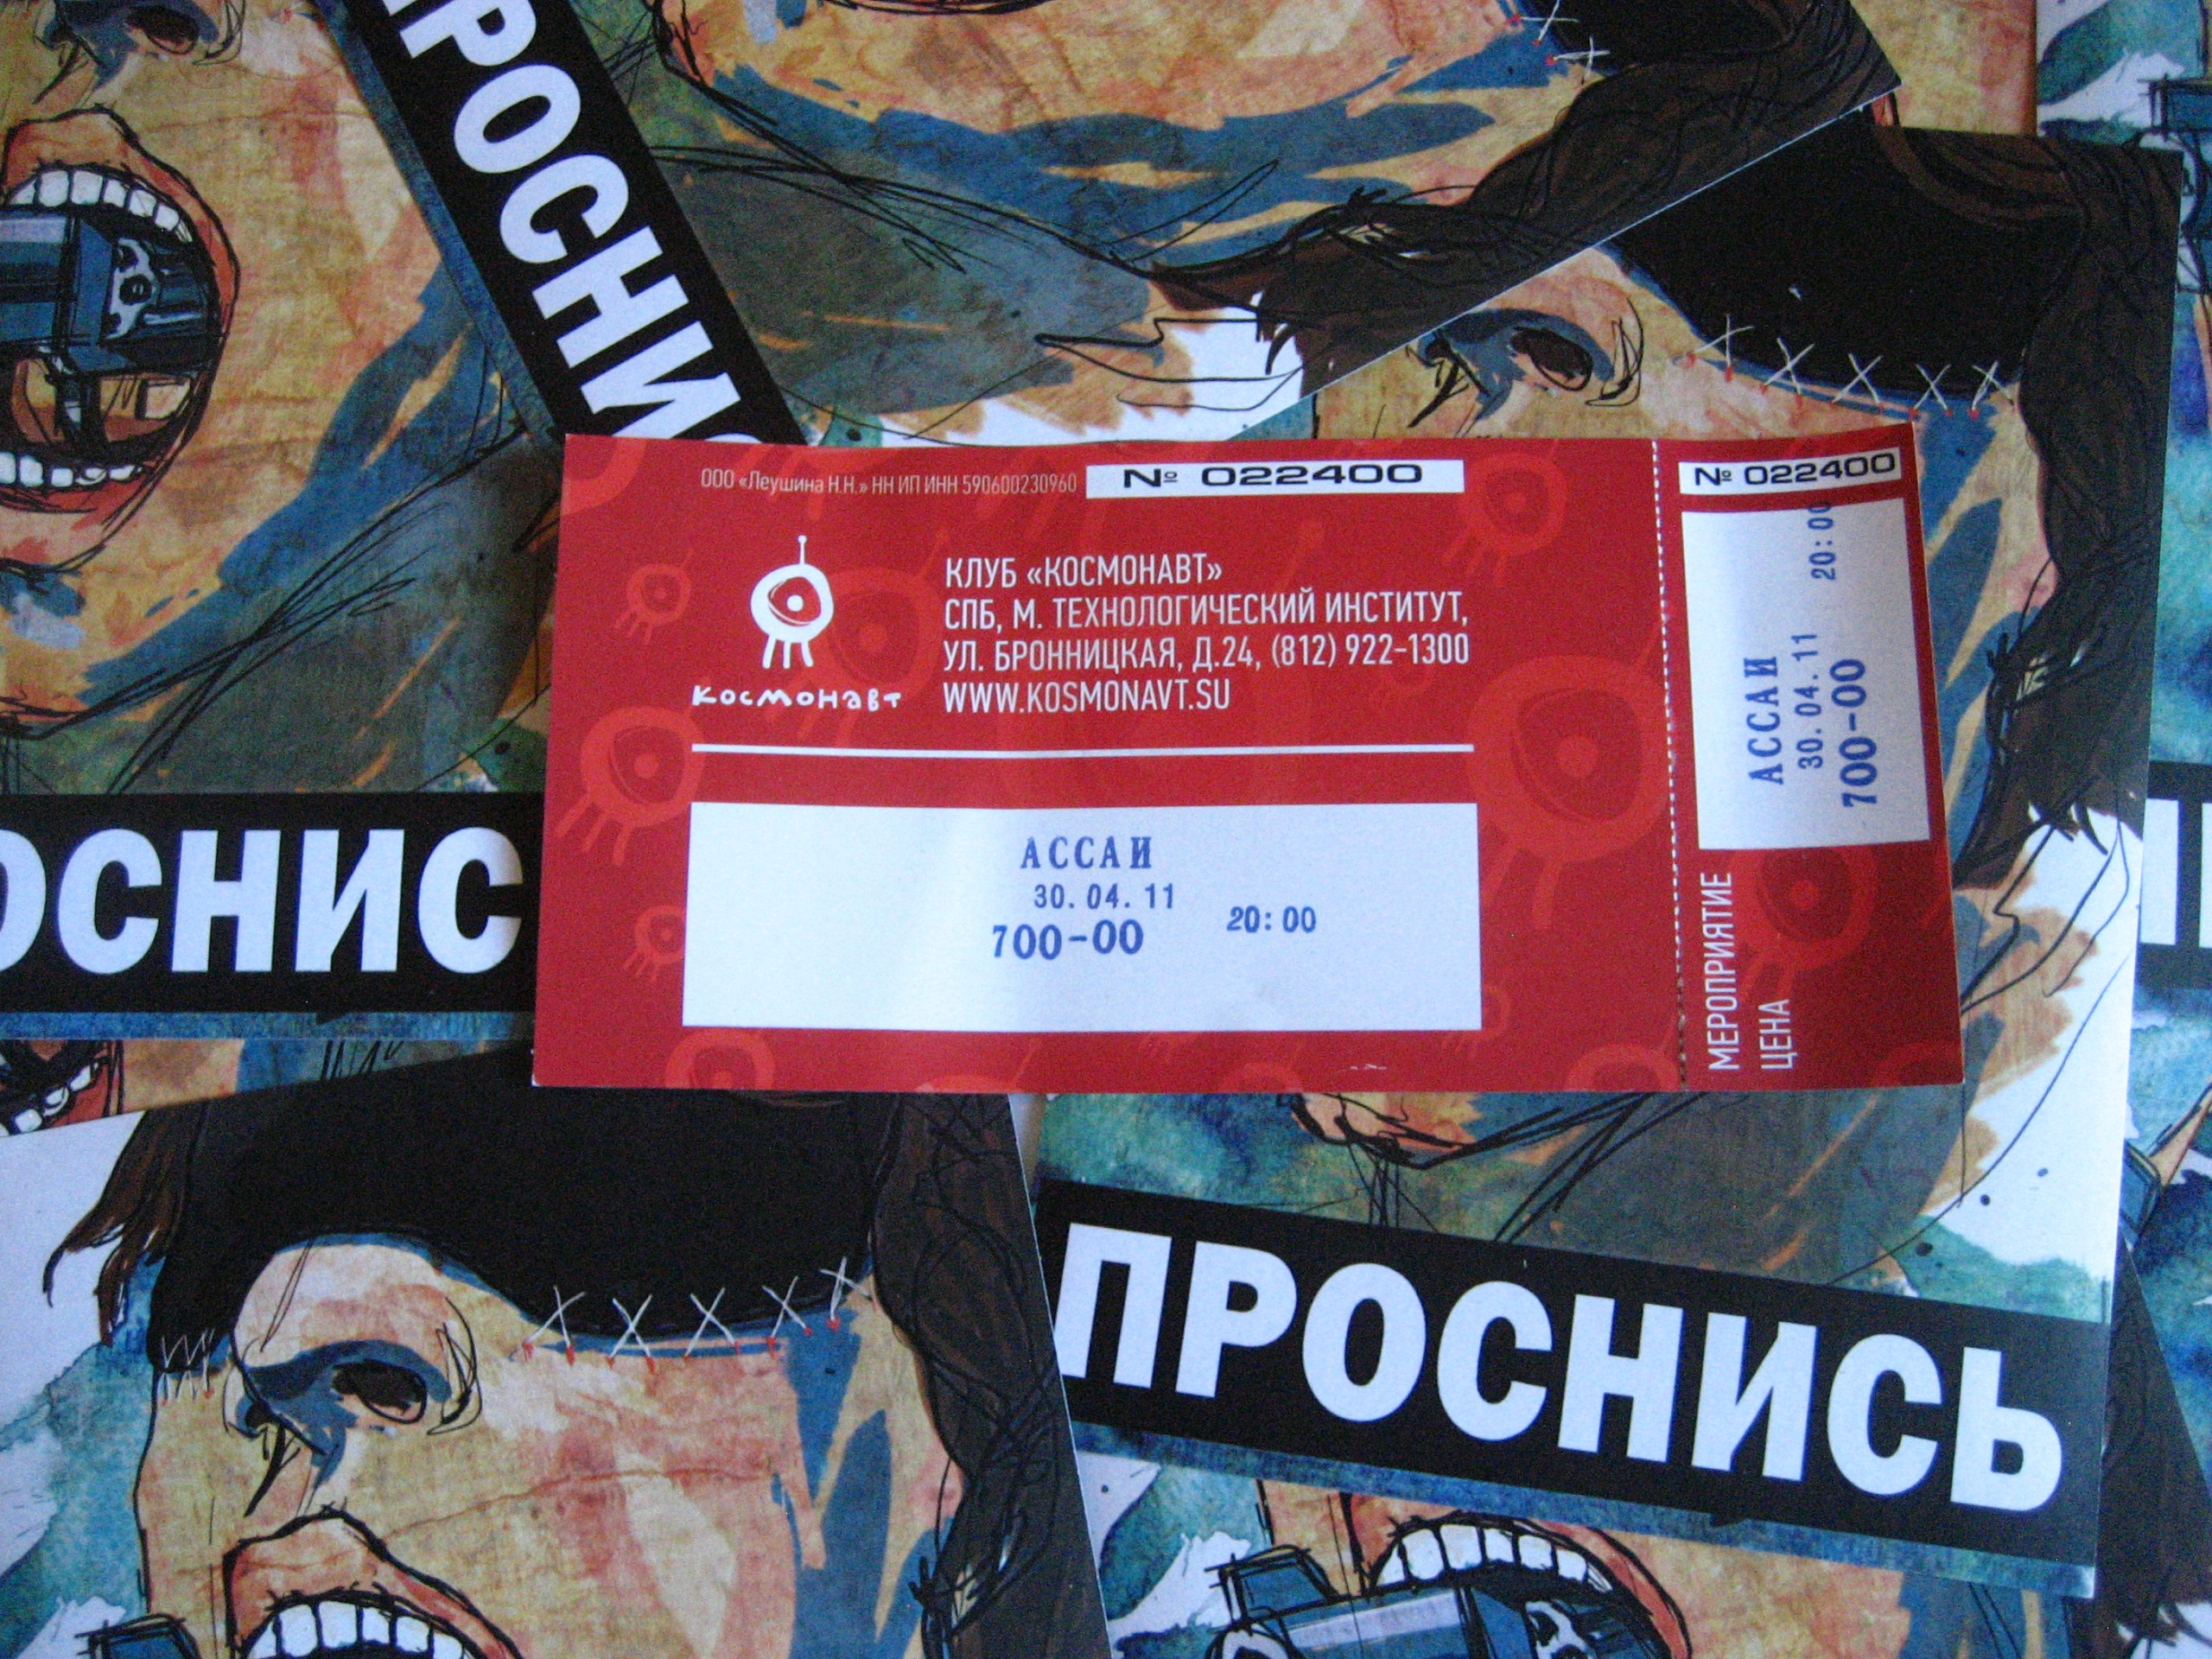 РОСНИ
ООО «Леушина Н.Н.» НН ИП ИНН 590600230960
№ 022400
КЛУБ «КОСМОНАВТ»
СПБ, М. ТЕХНОЛОГИЧЕСКИЙ ИНСТИТУТ,
УЛ. БРОННИЦКАЯ, Д.24, (812) 922-1300
WWW.KOSMONAVT.SU
космонавт
АССАИ
30.04.11
700-00
20:00
№ 022400
АССАИ
30.04.11 20:00
700-00
МЕРОПРИЯТИЕ
ЦЕНА
ОСНИС
ПРОСНИСЬ